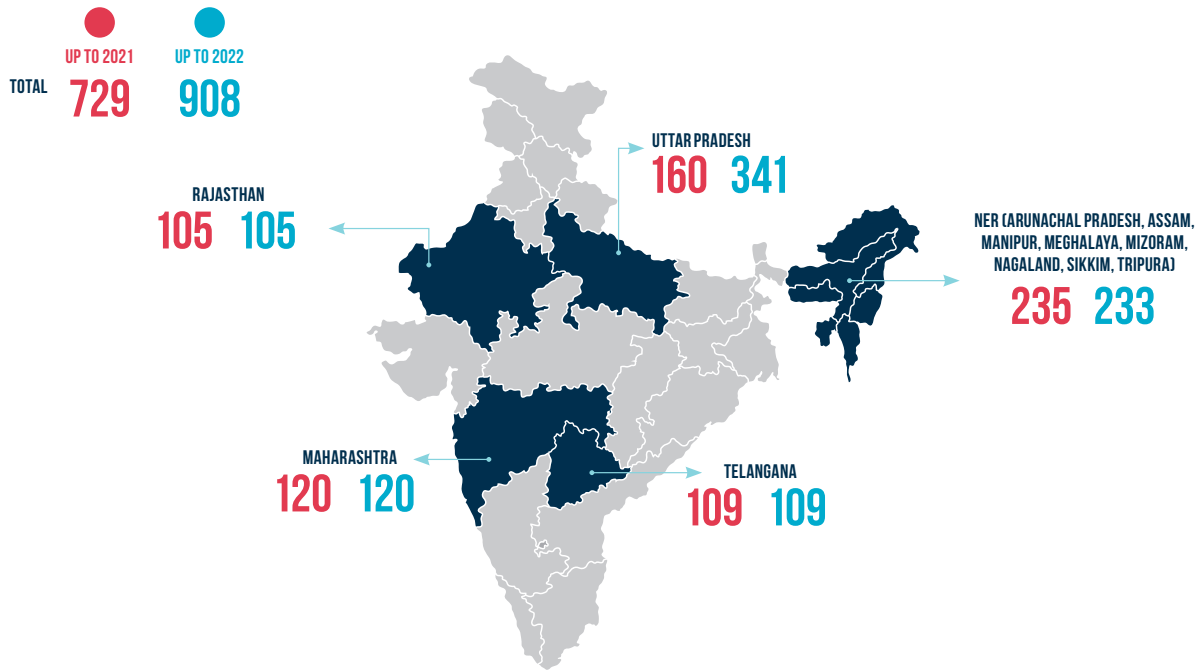 UP TO 2021
UP TO 2022
TOTAL
729
908
UTTAR PRADESH
160 341
RAJASTHAN
105 105
NER (ARUNACHAL PRADESH, ASSAM,
MANIPUR, MEGHALAYA, MIZORAM,
NAGALAND, SIKKIM, TRIPURA)
235 233
MAHARASHTRA
120 120
TELANGANA
109 109